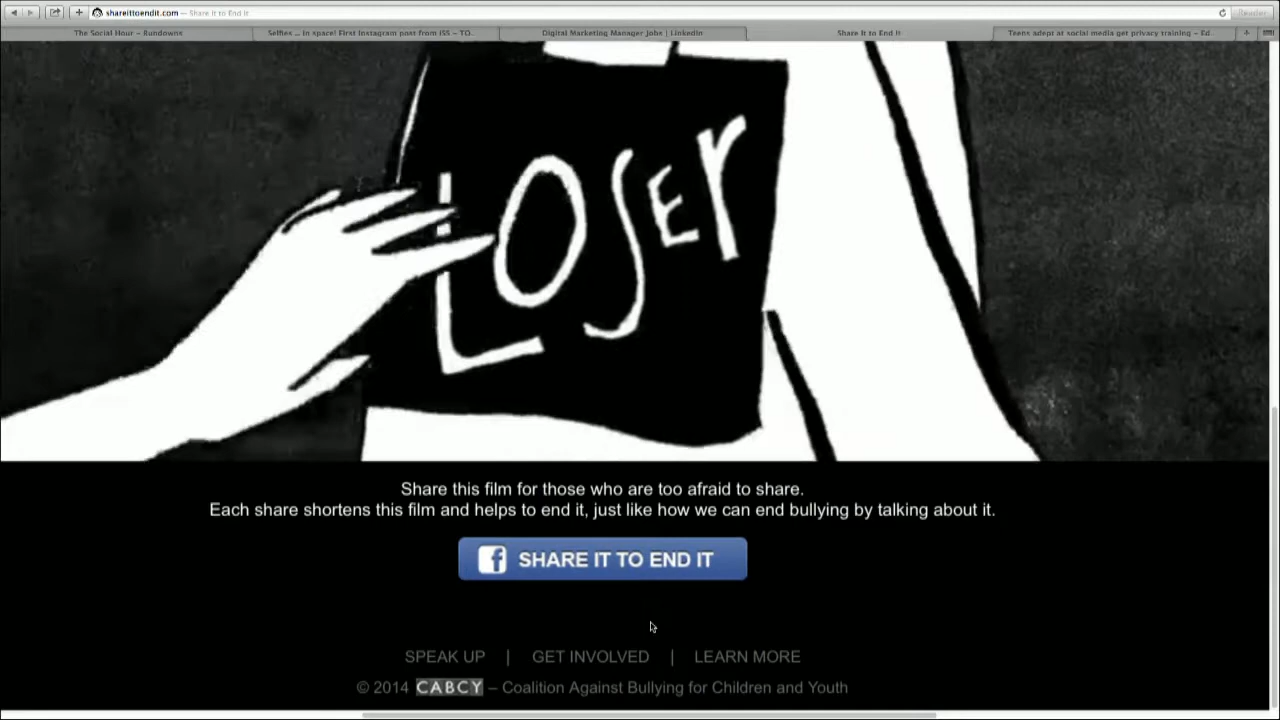 shareittoendit.com — Share It to End It
Reader
The Social Hour – Rundowns
Selfies ... in space! First Instagram post from ISS – TO...
Digital Marketing Manager Jobs | LinkedIn
Share It to End It
Teens adept at social media get privacy training – Ed...
LOSER
Share this film for those who are too afraid to share.
Each share shortens this film and helps to end it, just like how we can end bullying by talking about it.
f SHARE IT TO END IT
SPEAK UP | GET INVOLVED | LEARN MORE
© 2014 CABCY – Coalition Against Bullying for Children and Youth